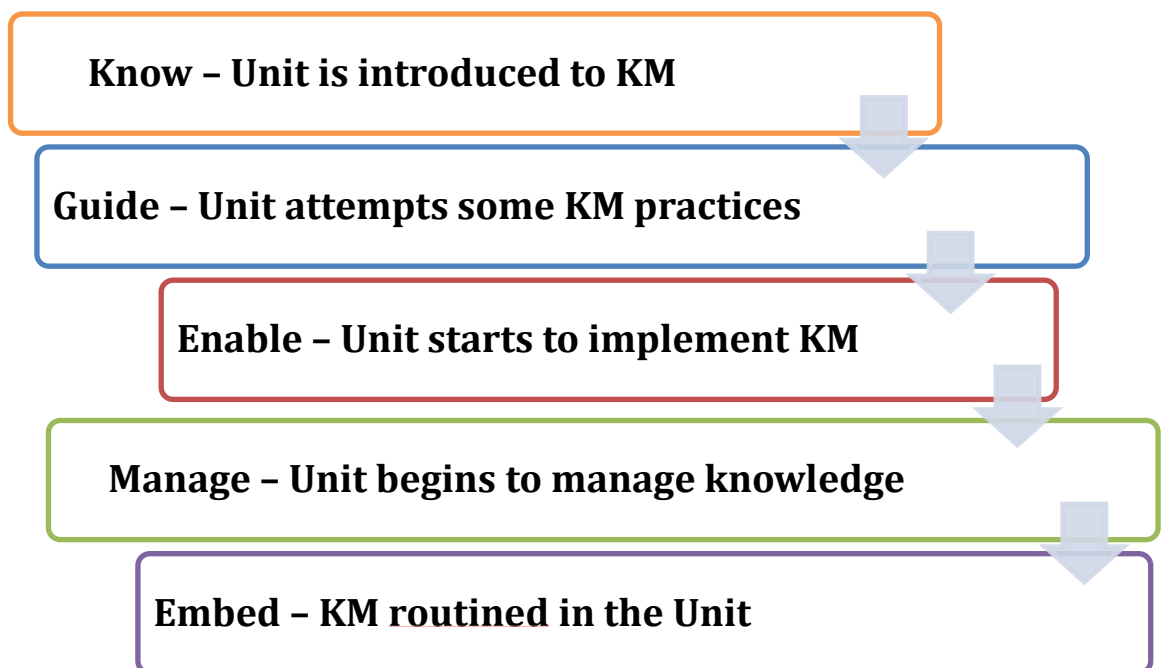 Know – Unit is introduced to KM
Guide – Unit attempts some KM practices
Enable – Unit starts to implement KM
Manage – Unit begins to manage knowledge
Embed – KM routined in the Unit